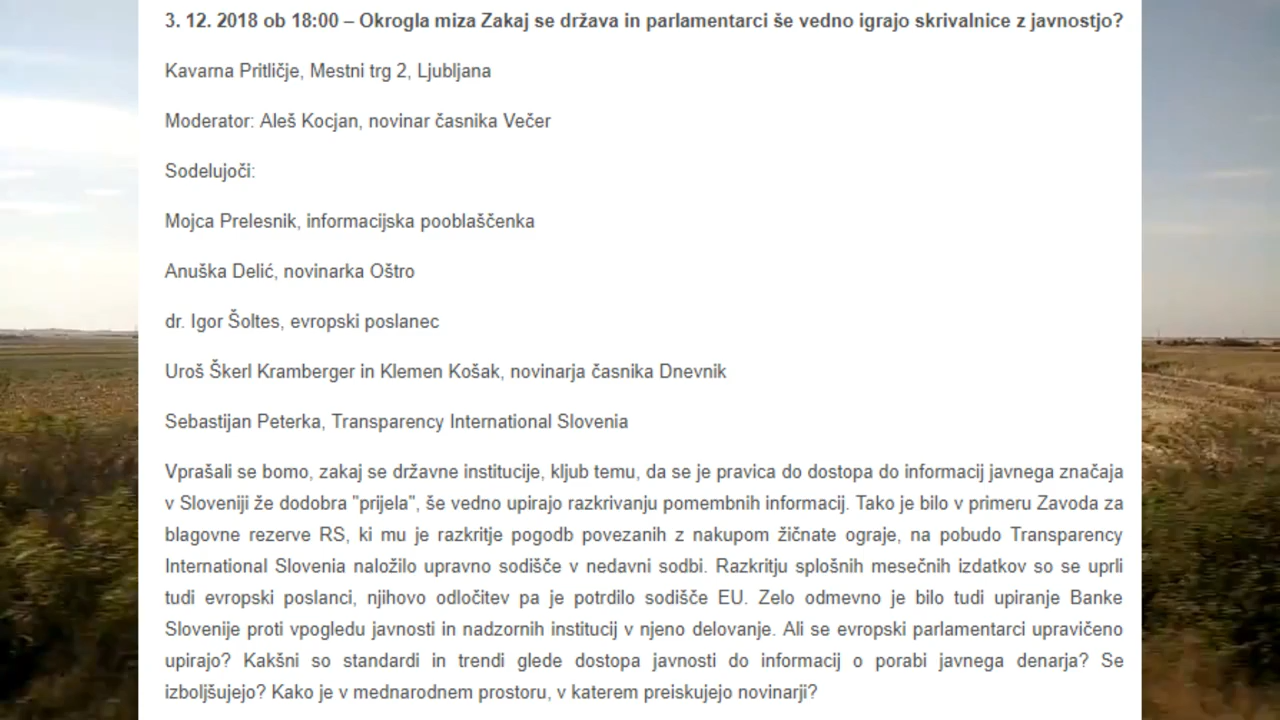 3. 12. 2018 ob 18:00 – Okrogla miza Zakaj se država in parlamentarci še vedno igrajo skrivalnice z javnostjo?
Kavarna Pritličje, Mestni trg 2, Ljubljana
Moderator: Aleš Kocjan, novinar časnika Večer
Sodelujoči:
Mojca Prelesnik, informacijska pooblaščenka
Anuška Delić, novinarka Oštro
dr. Igor Šoltes, evropski poslanec
Uroš Škerl Kramberger in Klemen Košak, novinarja časnika Dnevnik
Sebastijan Peterka, Transparency International Slovenia
Vprašali se bomo, zakaj se državne institucije, kljub temu, da se je pravica do dostopa do informacij javnega značaja
v Sloveniji že dodobra "prijela", še vedno upirajo razkrivanju pomembnih informacij. Tako je bilo v primeru Zavoda za
blagovne rezerve RS, ki mu je razkritje pogodb povezanih z nakupom žičnate ograje, na pobudo Transparency
International Slovenia naložilo upravno sodišče v nedavni sodbi. Razkritju splošnih mesečnih izdatkov so se uprli
tudi evropski poslanci, njihovo odločitev pa je potrdilo sodišče EU. Zelo odmevno je bilo tudi upiranje Banke
Slovenije proti vpogledu javnosti in nadzornih institucij v njeno delovanje. Ali se evropski parlamentarci upravičeno
upirajo? Kakšni so standardi in trendi glede dostopa javnosti do informacij o porabi javnega denarja? Se
izboljšujejo? Kako je v mednarodnem prostoru, v katerem preiskujejo novinarji?